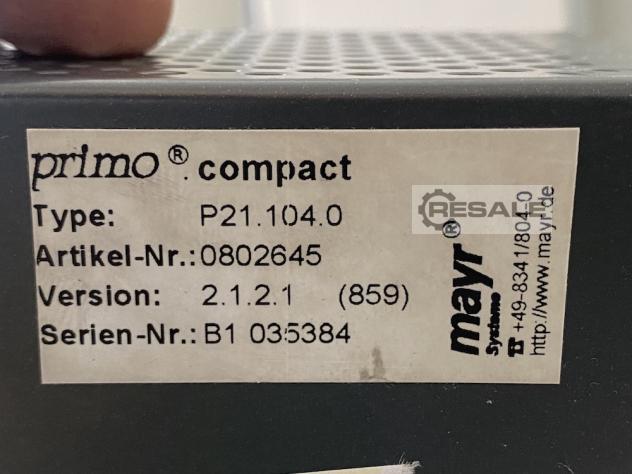 primo® compact
Type: P21.104.0
Artikel-Nr.: 0802645
Version: 2.1.2.1 (859)
Serien-Nr.: B1 035384
mayr®
Systeme
☎ +49-8341/804-0
http://www.mayr.de
RESALE